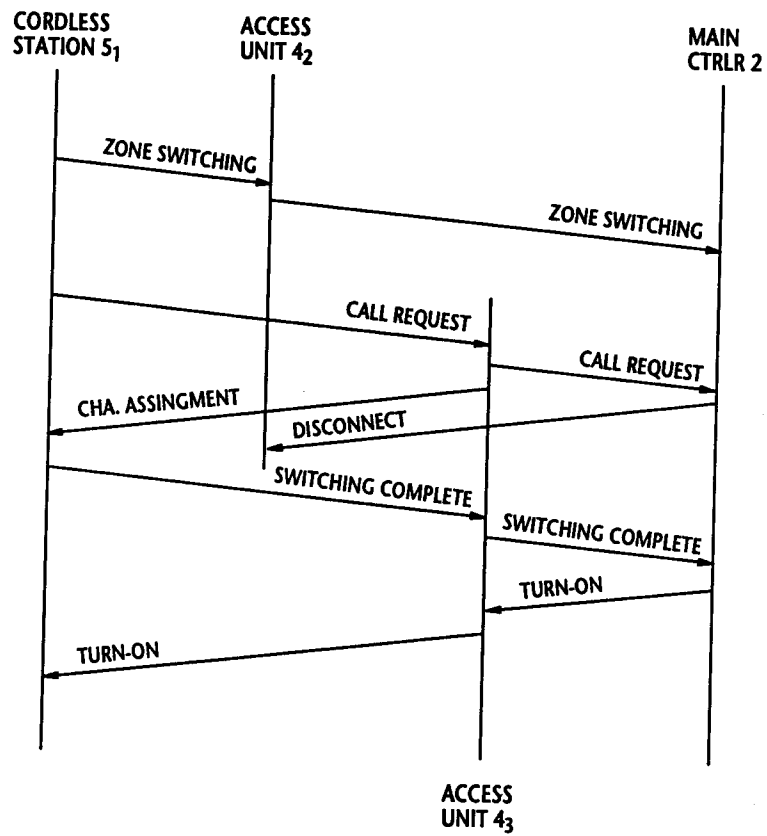 CORDLESS
STATION 5₁
ACCESS
UNIT 4₂
MAIN
CTRLR 2
ZONE SWITCHING
ZONE SWITCHING
CALL REQUEST
CALL REQUEST
CHA. ASSINGMENT
DISCONNECT
SWITCHING COMPLETE
SWITCHING COMPLETE
TURN-ON
TURN-ON
ACCESS
UNIT 4₃